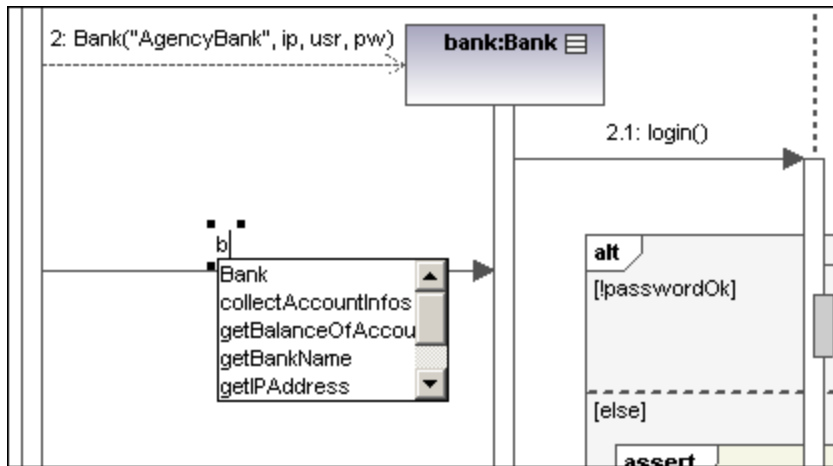 2: Bank("AgencyBank", ip, usr, pw)
bank:Bank
2.1: login()
b
Bank
collectAccountInfos
getBalanceOfAccou
getBankName
getIPAddress
alt
[!passwordOk]
[else]
assert